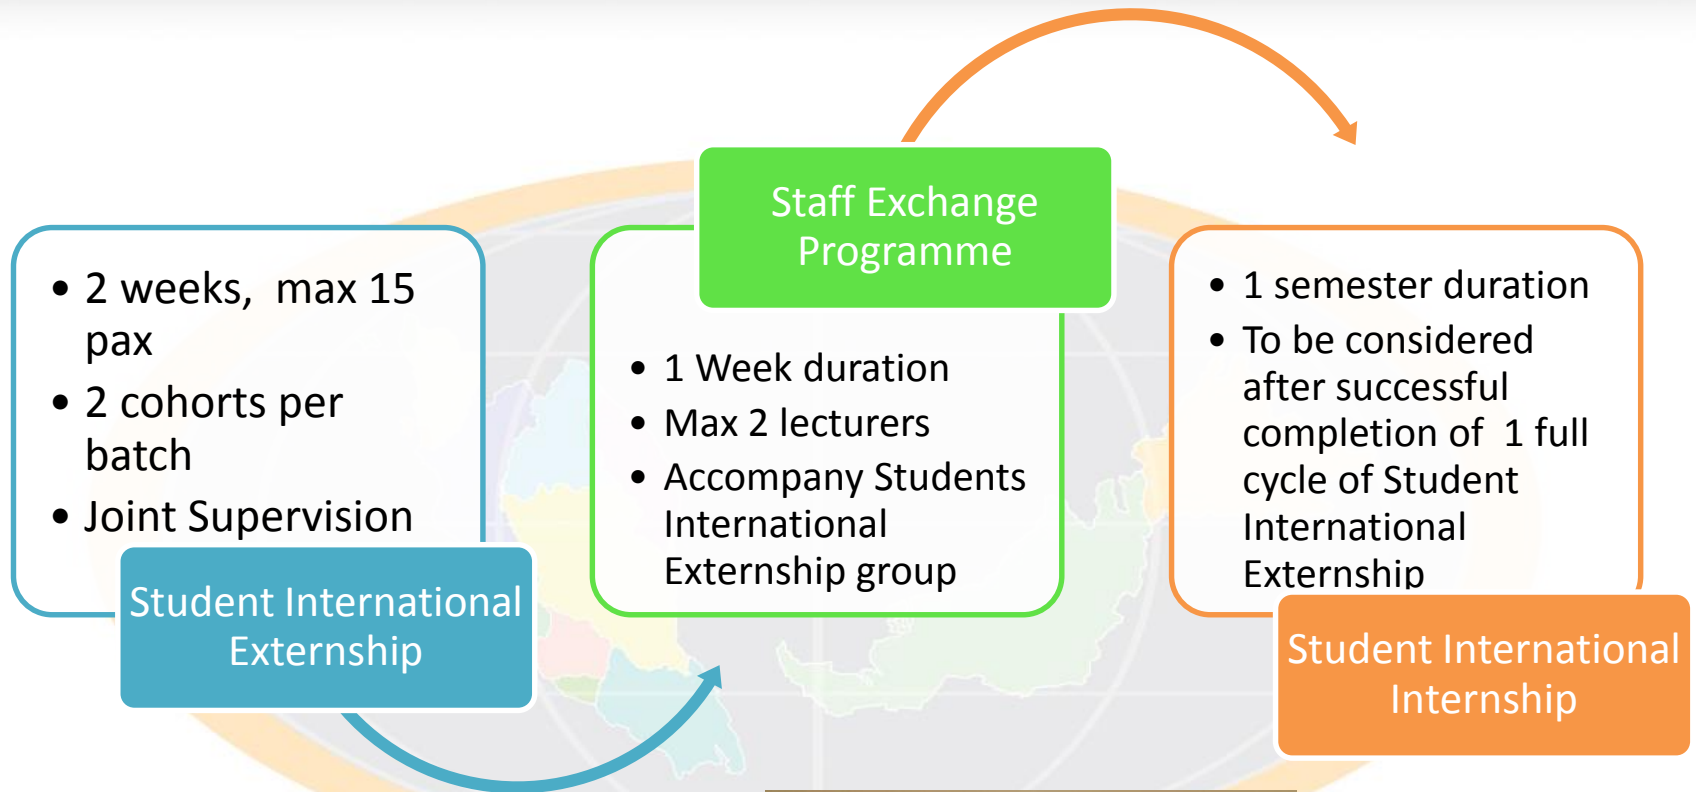 • 2 weeks,  max 15
pax
• 2 cohorts per
batch
• Joint Supervision
Student International
Externship
Staff Exchange
Programme
• 1 Week duration
• Max 2 lecturers
• Accompany Students
International
Externship group
• 1 semester duration
• To be considered
after successful
completion of  1 full
cycle of Student
International
Externship
Student International
Internship